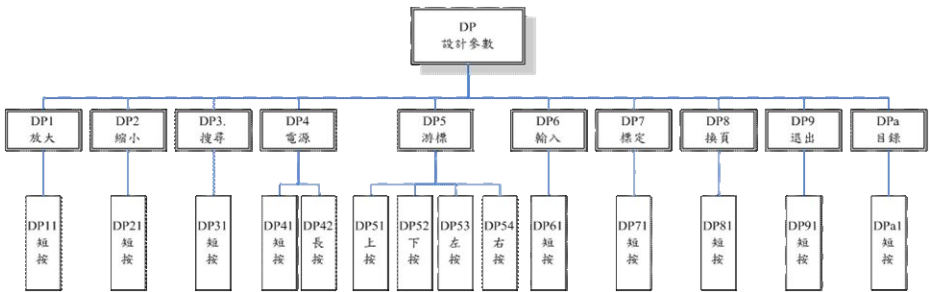 DP
設計參數
DP1
放大
DP2
縮小
DP3.
搜尋
DP4
電源
DP5
游標
DP6
輸入
DP7
標定
DP8
換頁
DP9
退出
DPa
目錄
DP11
短
按
DP21
短
按
DP31
短
按
DP41
短
按
DP42
長
按
DP51
上
按
DP52
下
按
DP53
左
按
DP54
右
按
DP61
短
按
DP71
短
按
DP81
短
按
DP91
短
按
DPa1
短
按